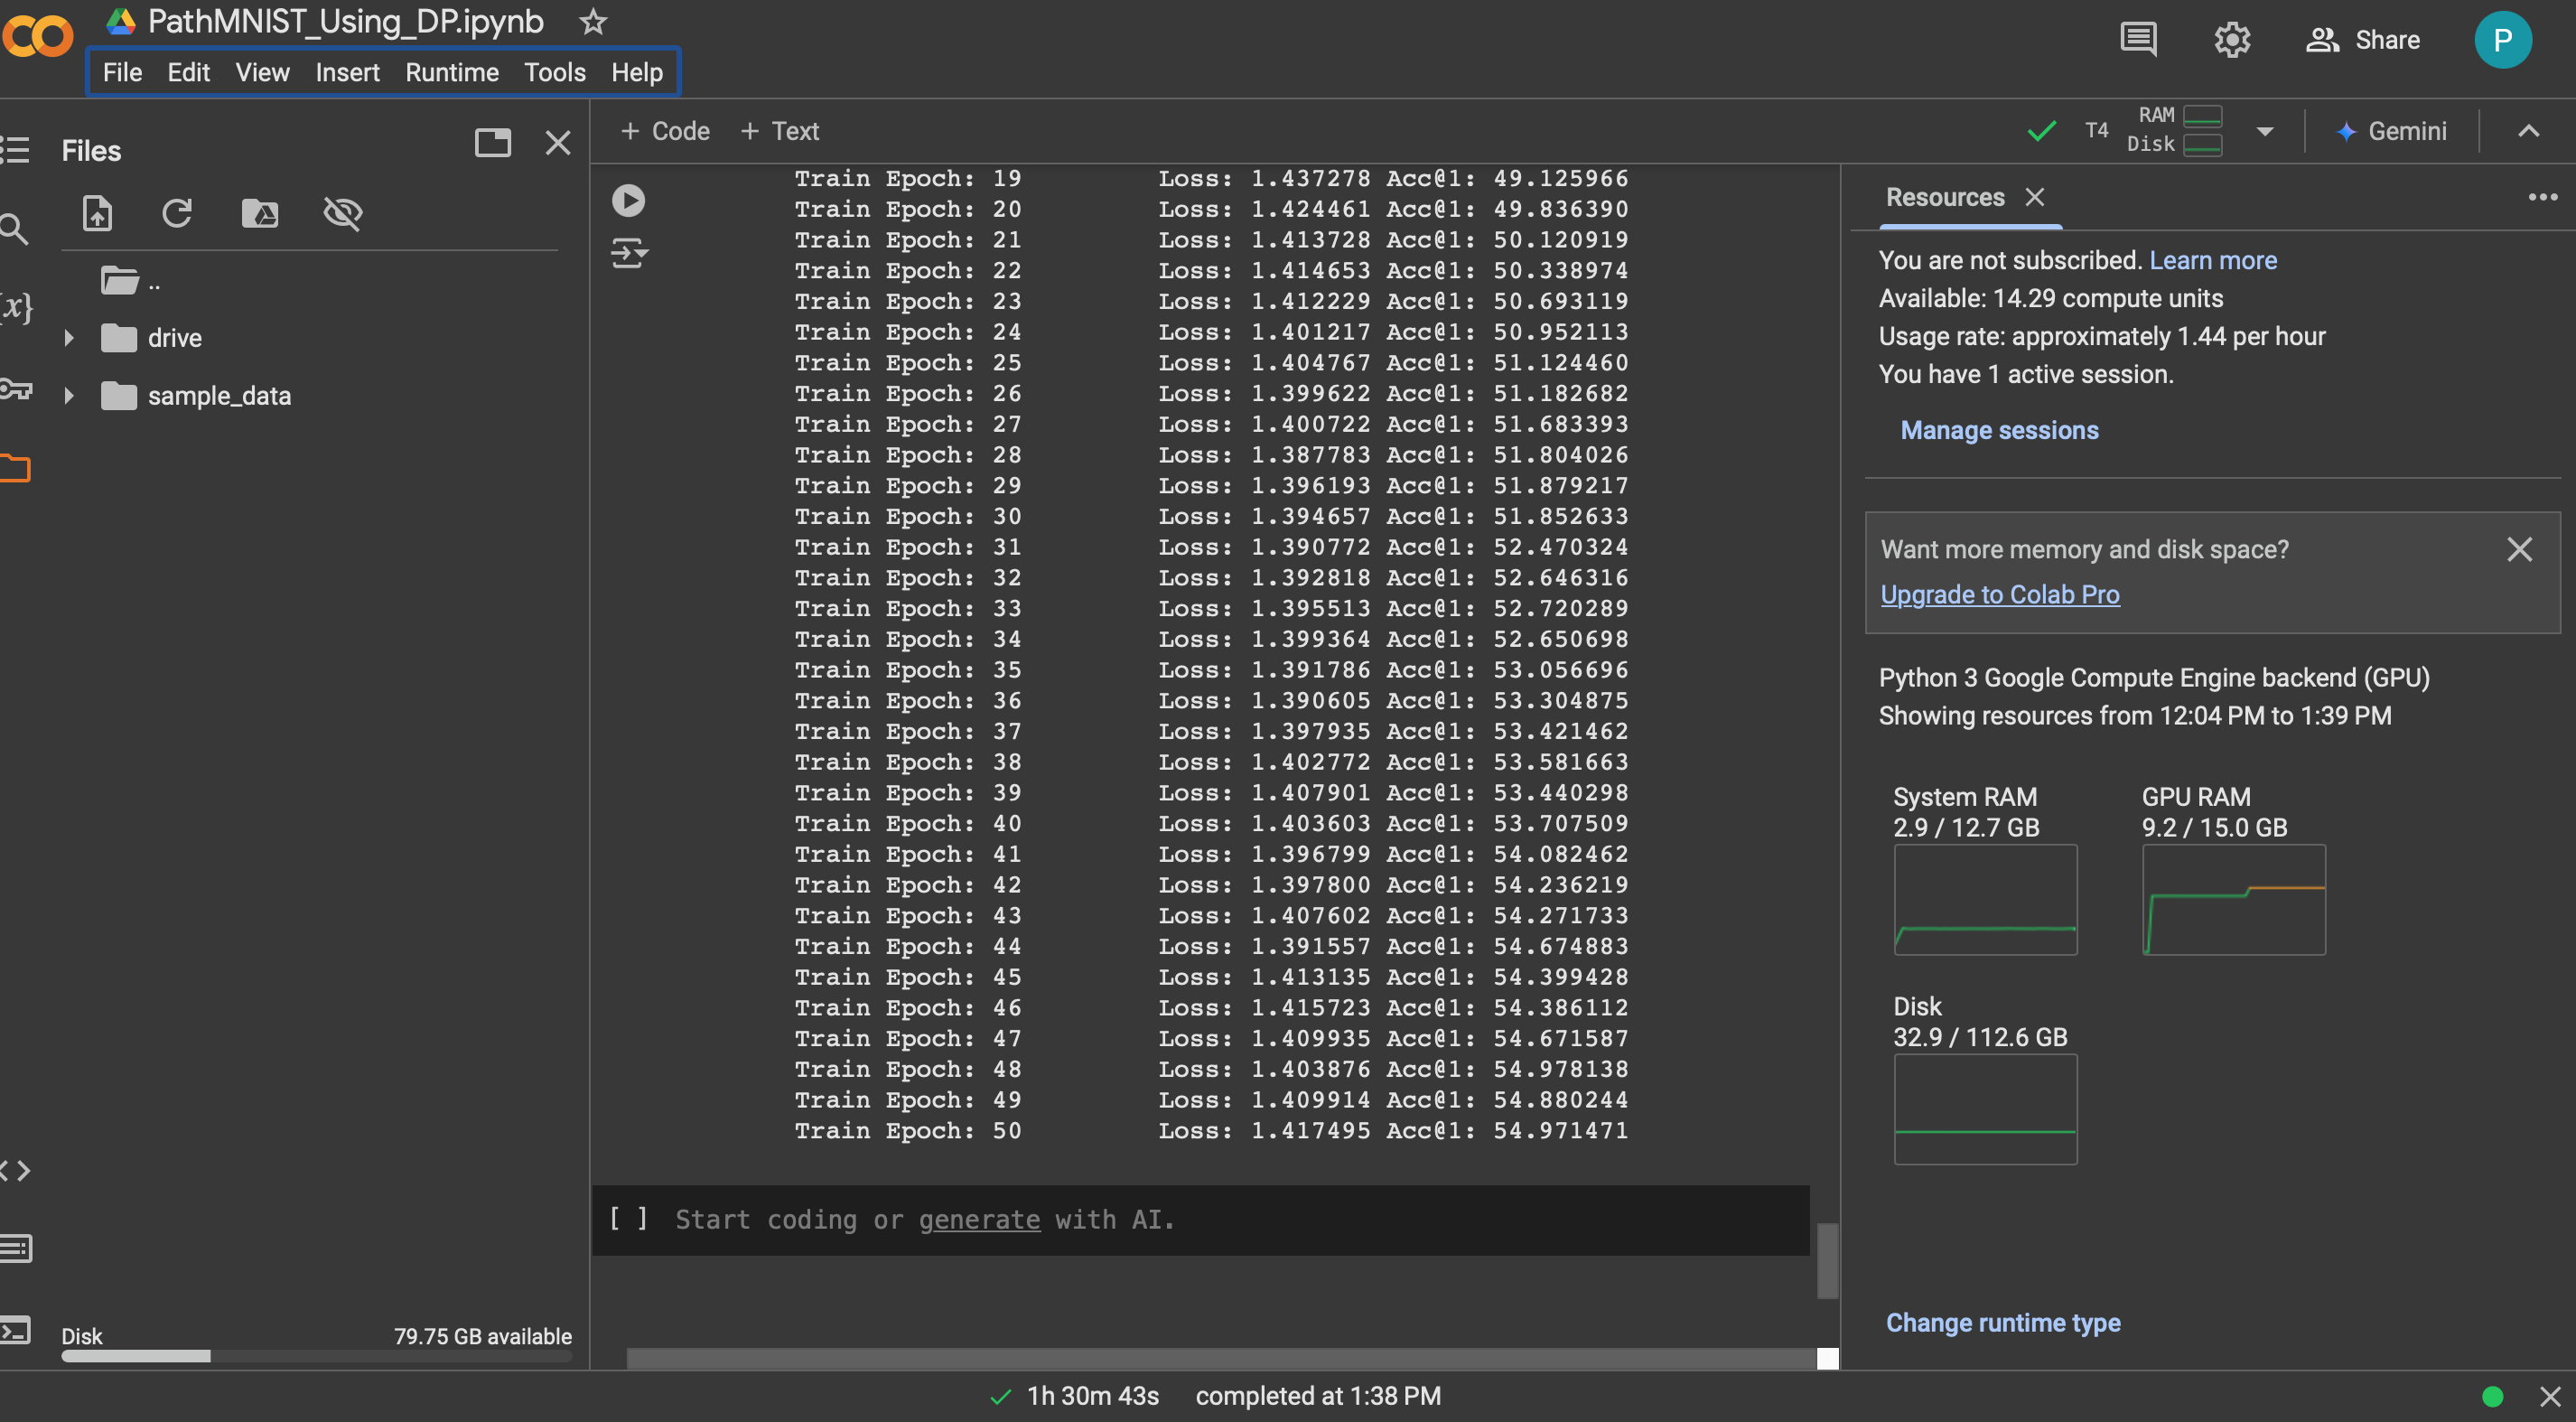 PathMNIST_Using_DP.ipynb
File Edit View Insert Runtime Tools Help
Share
P
Files
..
drive
sample_data
{x}
Disk
79.75 GB available
+ Code + Text
T4
RAM
Disk
Gemini
Train Epoch: 19 Loss: 1.437278 Acc@1: 49.125966
Train Epoch: 20 Loss: 1.424461 Acc@1: 49.836390
Train Epoch: 21 Loss: 1.413728 Acc@1: 50.120919
Train Epoch: 22 Loss: 1.414653 Acc@1: 50.338974
Train Epoch: 23 Loss: 1.412229 Acc@1: 50.693119
Train Epoch: 24 Loss: 1.401217 Acc@1: 50.952113
Train Epoch: 25 Loss: 1.404767 Acc@1: 51.124460
Train Epoch: 26 Loss: 1.399622 Acc@1: 51.182682
Train Epoch: 27 Loss: 1.400722 Acc@1: 51.683393
Train Epoch: 28 Loss: 1.387783 Acc@1: 51.804026
Train Epoch: 29 Loss: 1.396193 Acc@1: 51.879217
Train Epoch: 30 Loss: 1.394657 Acc@1: 51.852633
Train Epoch: 31 Loss: 1.390772 Acc@1: 52.470324
Train Epoch: 32 Loss: 1.392818 Acc@1: 52.646316
Train Epoch: 33 Loss: 1.395513 Acc@1: 52.720289
Train Epoch: 34 Loss: 1.399364 Acc@1: 52.650698
Train Epoch: 35 Loss: 1.391786 Acc@1: 53.056696
Train Epoch: 36 Loss: 1.390605 Acc@1: 53.304875
Train Epoch: 37 Loss: 1.397935 Acc@1: 53.421462
Train Epoch: 38 Loss: 1.402772 Acc@1: 53.581663
Train Epoch: 39 Loss: 1.407901 Acc@1: 53.440298
Train Epoch: 40 Loss: 1.403603 Acc@1: 53.707509
Train Epoch: 41 Loss: 1.396799 Acc@1: 54.082462
Train Epoch: 42 Loss: 1.397800 Acc@1: 54.236219
Train Epoch: 43 Loss: 1.407602 Acc@1: 54.271733
Train Epoch: 44 Loss: 1.391557 Acc@1: 54.674883
Train Epoch: 45 Loss: 1.413135 Acc@1: 54.399428
Train Epoch: 46 Loss: 1.415723 Acc@1: 54.386112
Train Epoch: 47 Loss: 1.409935 Acc@1: 54.671587
Train Epoch: 48 Loss: 1.403876 Acc@1: 54.978138
Train Epoch: 49 Loss: 1.409914 Acc@1: 54.880244
Train Epoch: 50 Loss: 1.417495 Acc@1: 54.971471
[ ] Start coding or generate with AI.
Resources
You are not subscribed. Learn more
Available: 14.29 compute units
Usage rate: approximately 1.44 per hour
You have 1 active session.
Manage sessions
Want more memory and disk space?
Upgrade to Colab Pro
Python 3 Google Compute Engine backend (GPU)
Showing resources from 12:04 PM to 1:39 PM
System RAM
2.9 / 12.7 GB
GPU RAM
9.2 / 15.0 GB
Disk
32.9 / 112.6 GB
Change runtime type
1h 30m 43s completed at 1:38 PM